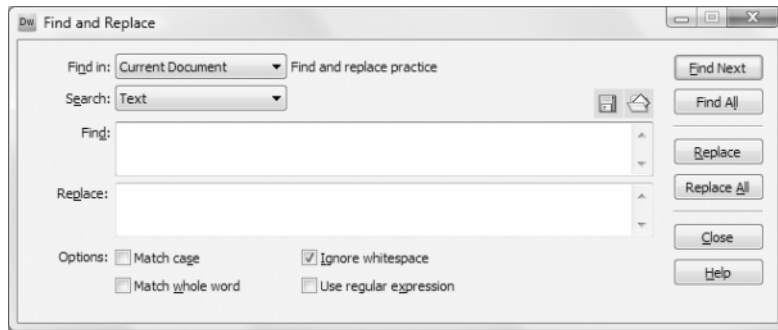 Dw Find and Replace
Find in: Current Document Find and replace practice Find Next
Search: Text Find All
Find:
Replace
Replace: Replace All
Close
Options: Match case Ignore whitespace
Help
Match whole word Use regular expression